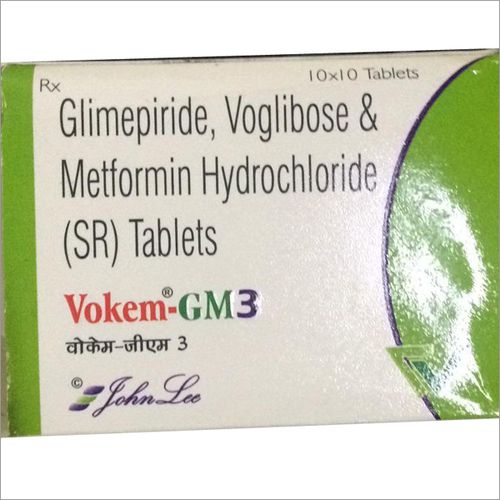 Rx
10x10 Tablets
Glimepiride, Voglibose &
Metformin Hydrochloride
(SR) Tablets
Vokem®-GM3
वोकेम-जीएम 3
© John Lee